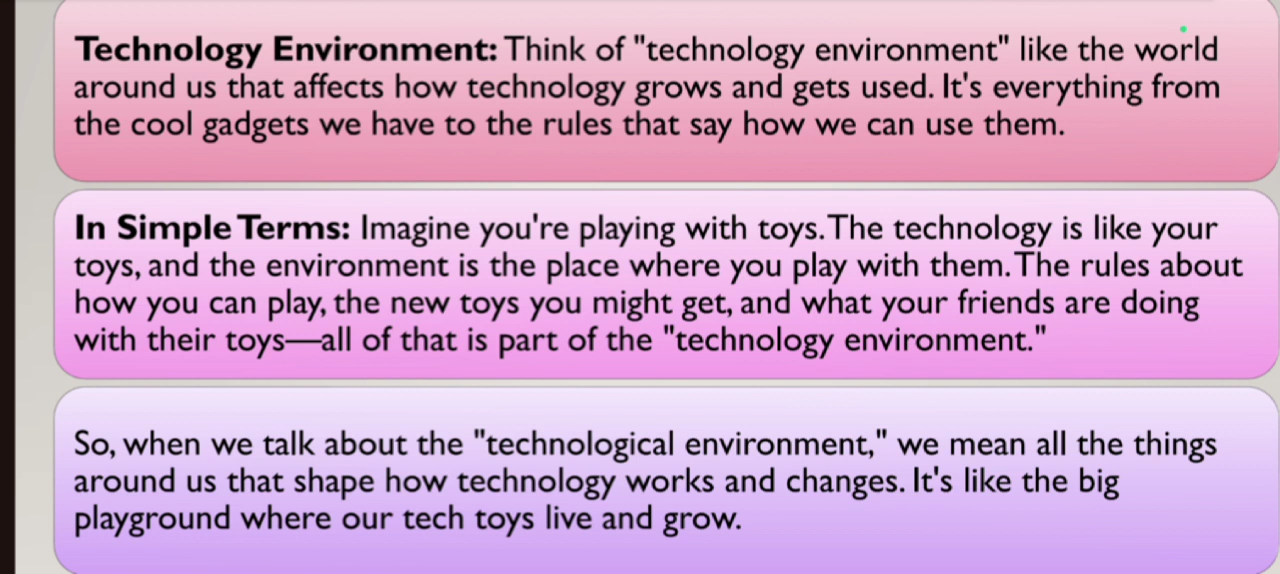 Technology Environment: Think of "technology environment" like the world
around us that affects how technology grows and gets used. It's everything from
the cool gadgets we have to the rules that say how we can use them.
In Simple Terms: Imagine you're playing with toys. The technology is like your
toys, and the environment is the place where you play with them. The rules about
how you can play, the new toys you might get, and what your friends are doing
with their toys—all of that is part of the "technology environment."
So, when we talk about the "technological environment," we mean all the things
around us that shape how technology works and changes. It's like the big
playground where our tech toys live and grow.